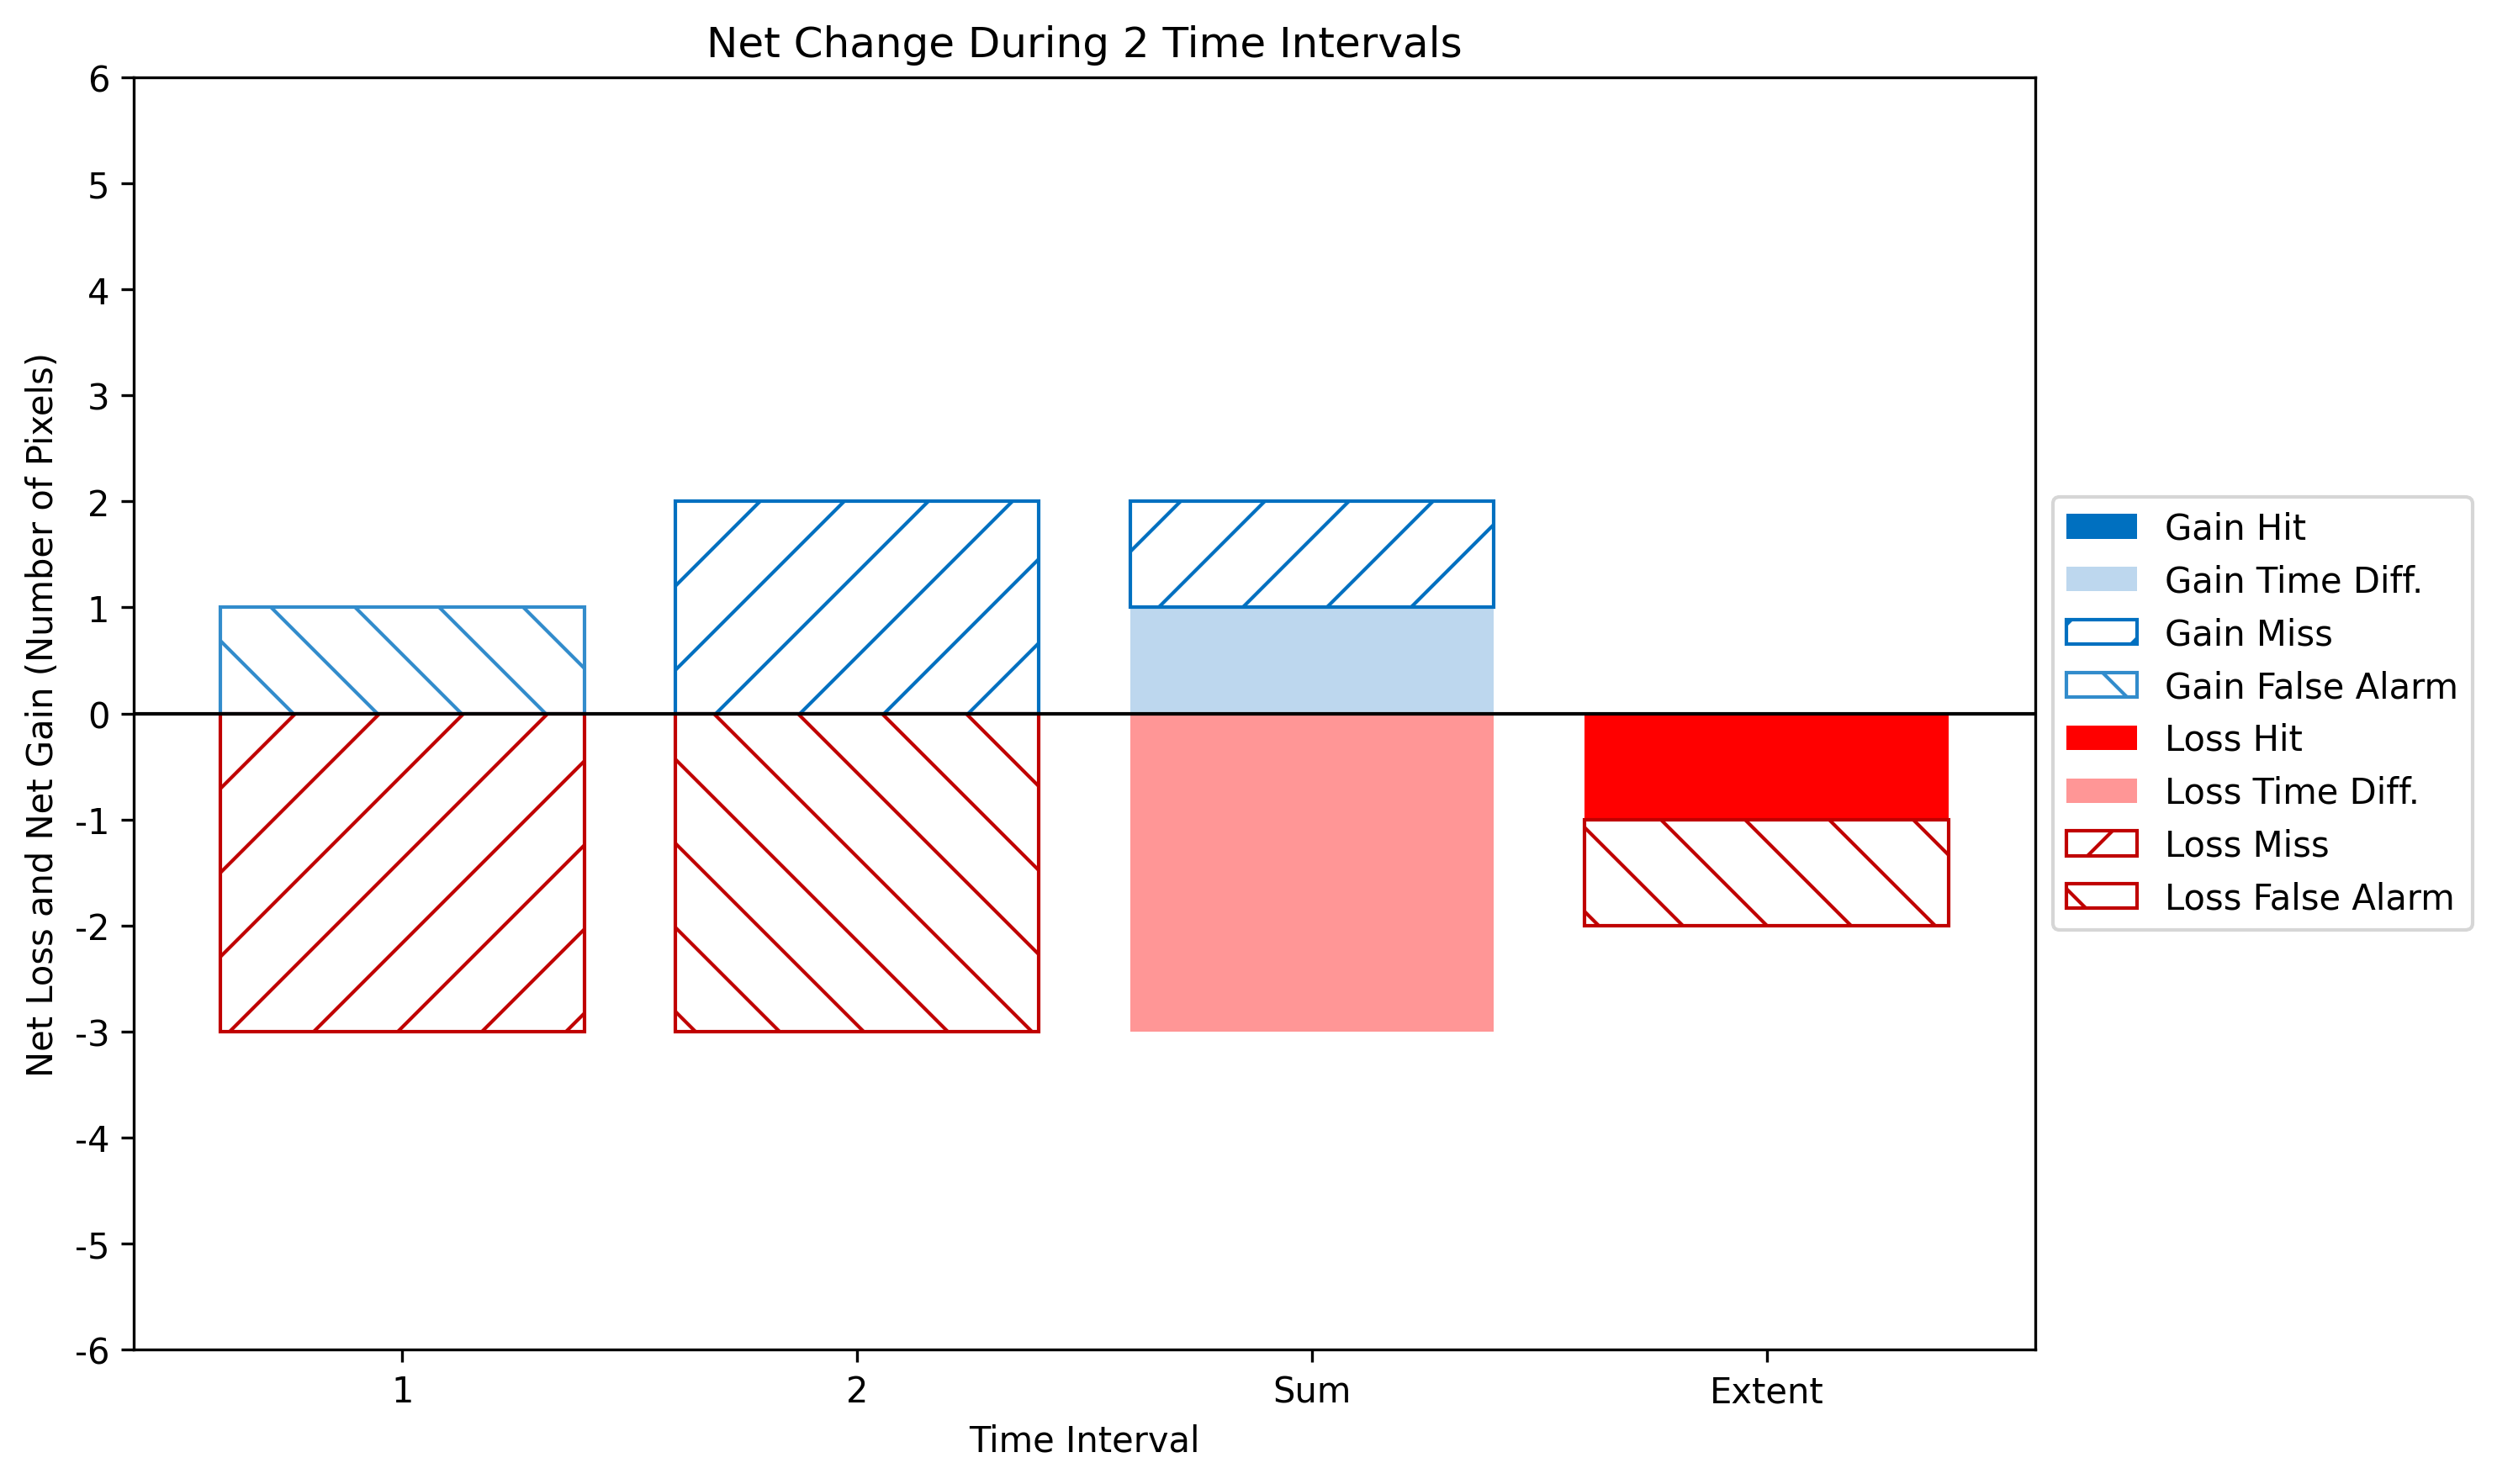 Net Change During 2 Time Intervals
Net Loss and Net Gain (Number of Pixels)
6
5
4
3
2
1
0
-1
-2
-3
-4
-5
-6
1
2
Sum
Extent
Time Interval
Gain Hit
Gain Time Diff.
Gain Miss
Gain False Alarm
Loss Hit
Loss Time Diff.
Loss Miss
Loss False Alarm